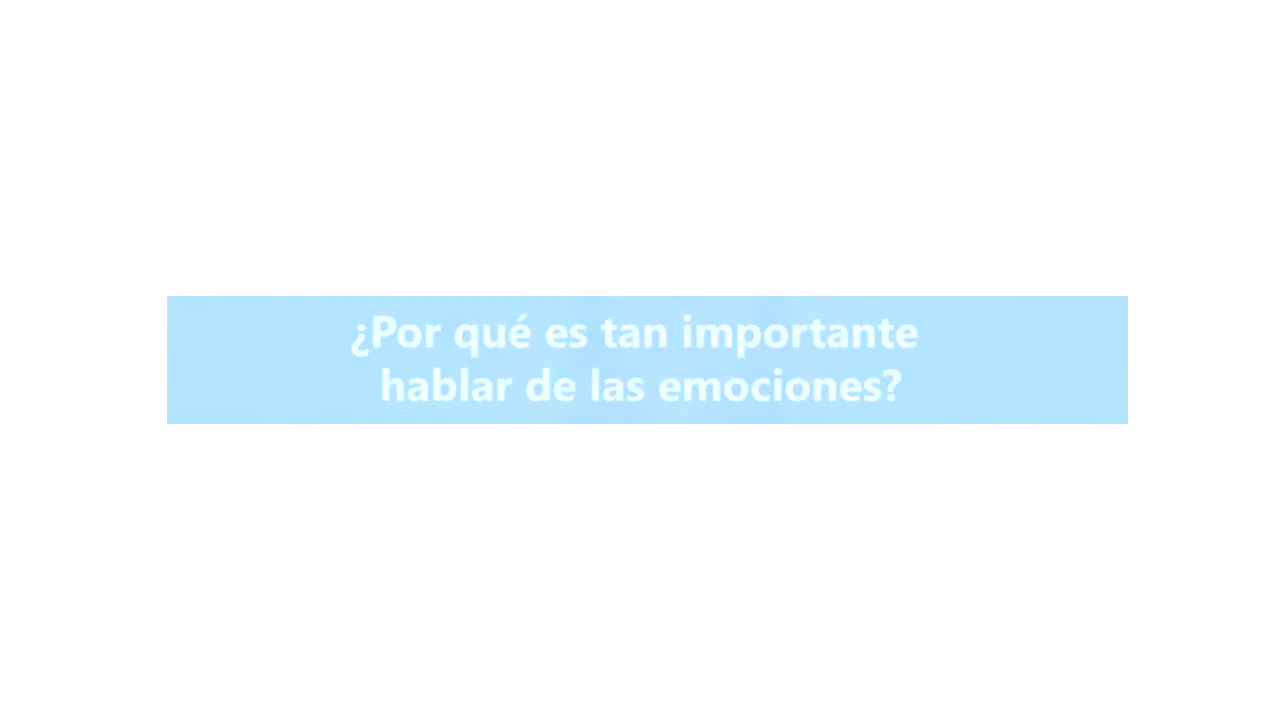 ¿Por qué es tan importante
hablar de las emociones?